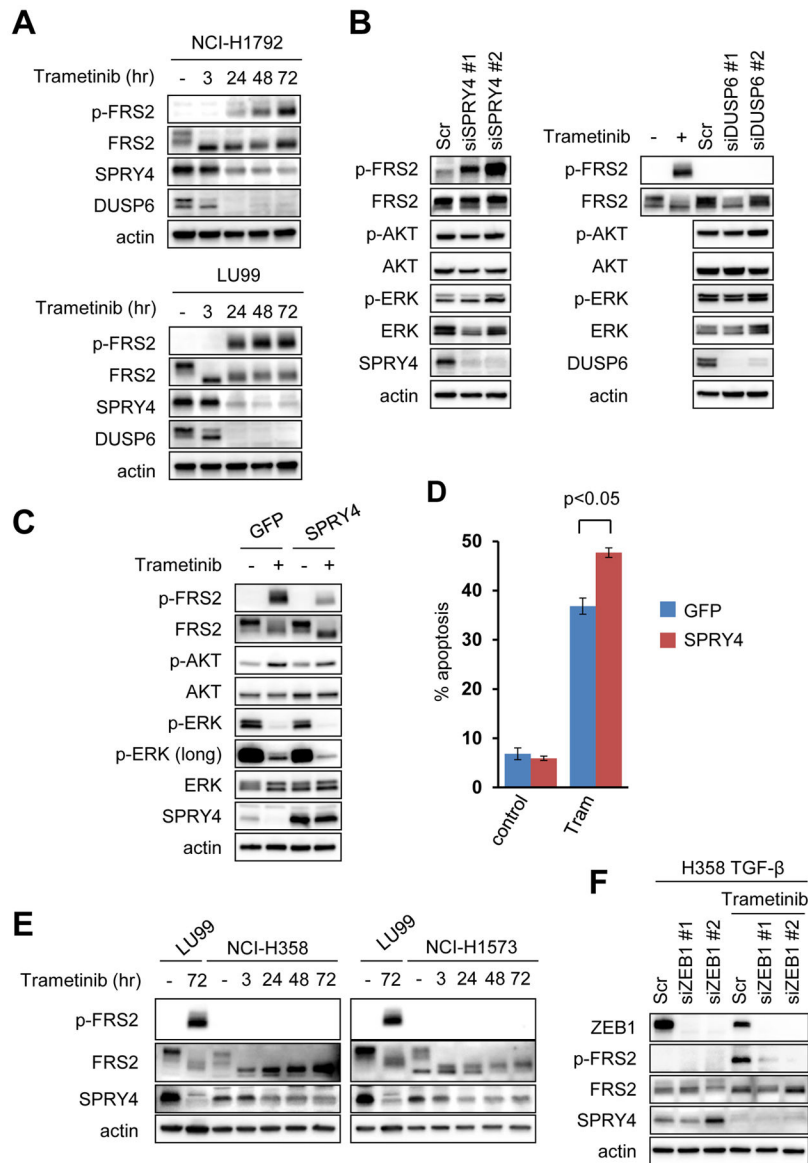 A
NCI-H1792
Trametinib (hr) - 3 24 48 72
p-FRS2
FRS2
SPRY4
DUSP6
actin
LU99
Trametinib (hr) - 3 24 48 72
p-FRS2
FRS2
SPRY4
DUSP6
actin
B
Scr siSPRY4 #1 siSPRY4 #2
p-FRS2
FRS2
p-AKT
AKT
p-ERK
ERK
SPRY4
actin
Trametinib - + Scr siDUSP6 #1 siDUSP6 #2
p-FRS2
FRS2
p-AKT
AKT
p-ERK
ERK
DUSP6
actin
C
GFP SPRY4
Trametinib - + - +
p-FRS2
FRS2
p-AKT
AKT
p-ERK
p-ERK (long)
ERK
SPRY4
actin
D
p<0.05
% apoptosis
50
40
30
20
10
0
control Tram
GFP
SPRY4
E
LU99 NCI-H358 LU99 NCI-H1573
Trametinib (hr) - 72 - 3 24 48 72 - 72 - 3 24 48 72
p-FRS2
FRS2
SPRY4
actin
F
H358 TGF-β
Trametinib
Scr siZEB1 #1 siZEB1 #2 Scr siZEB1 #1 siZEB1 #2
ZEB1
p-FRS2
FRS2
SPRY4
actin